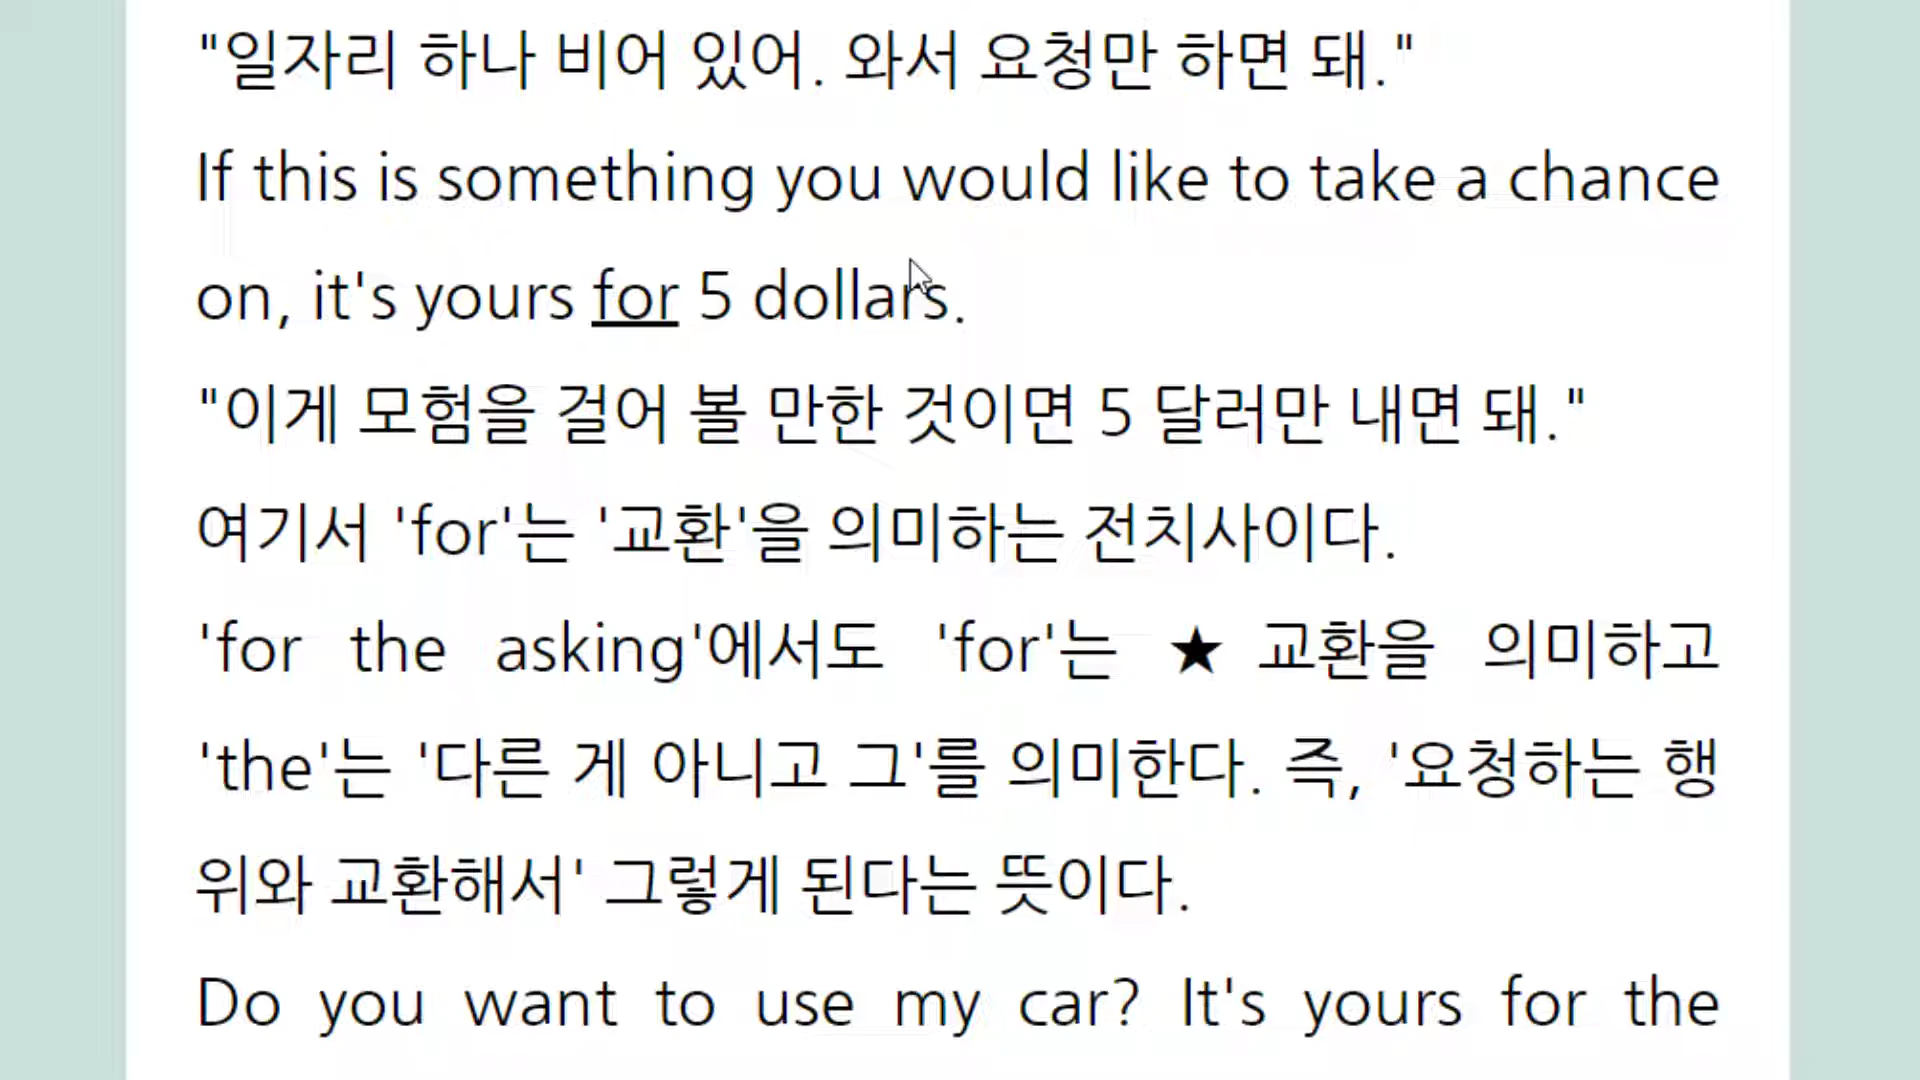 "일자리 하나 비어 있어. 와서 요청만 하면 돼."
If this is something you would like to take a chance
on, it's yours for 5 dollars.
"이게 모험을 걸어 볼 만한 것이면 5 달러만 내면 돼."
여기서 'for'는 '교환'을 의미하는 전치사이다.
'for the asking'에서도 'for'는 ★ 교환을 의미하고
'the'는 '다른 게 아니고 그'를 의미한다. 즉, '요청하는 행
위와 교환해서' 그렇게 된다는 뜻이다.
Do you want to use my car? It's yours for the